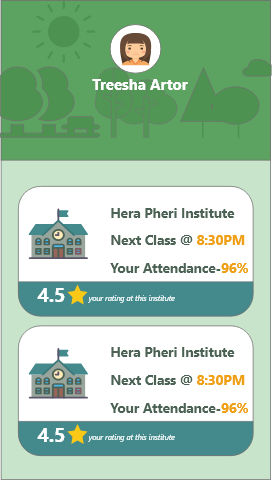 Treesha Artor
Hera Pheri Institute
Next Class @ 8:30PM
Your Attendance-96%
4.5 your rating at this institute
Hera Pheri Institute
Next Class @ 8:30PM
Your Attendance-96%
4.5 your rating at this institute